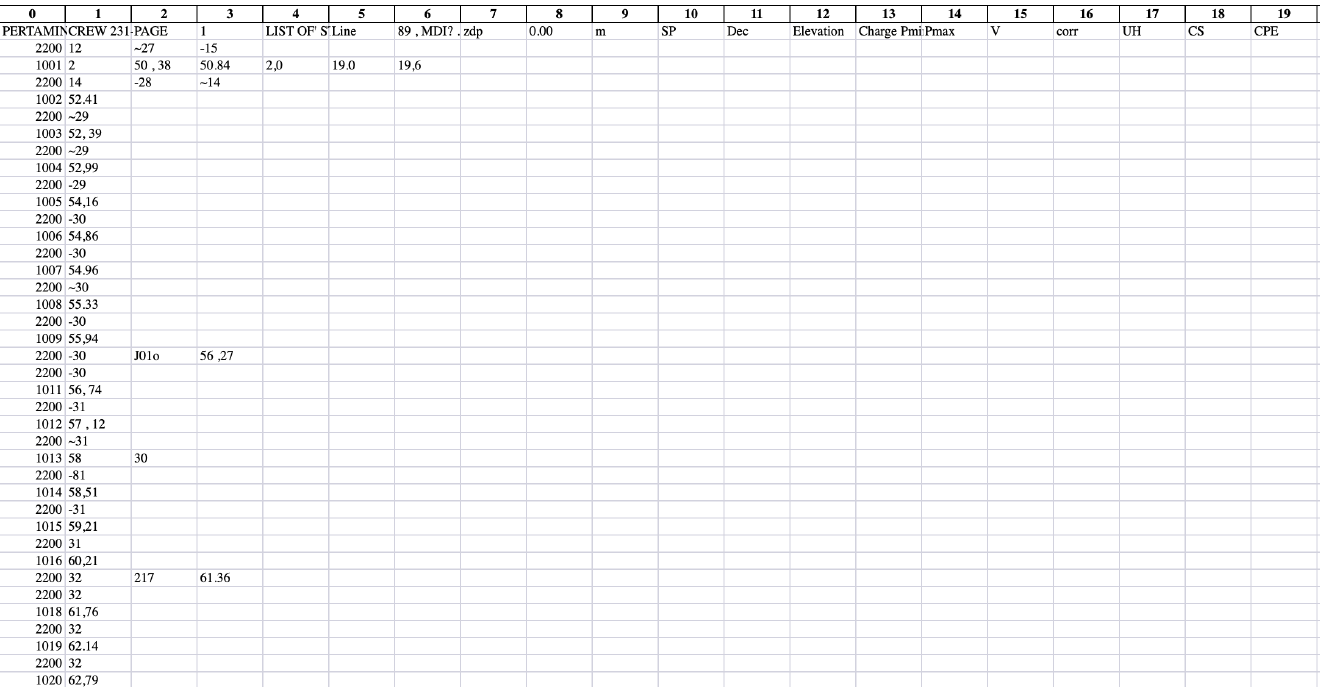 0 1 2 3 4 5 6 7 8 9 10 11 12 13 14 15 16 17 18 19
PERTAMIN CREW 231- PAGE 1 LIST OF' S' Line 89 , MDI? . zdp 0.00 m SP Dec Elevation Charge Pmi Pmax V corr UH CS CPE
2200 12 ~27 -15
1001 2 50 , 38 50.84 2,0 19.0 19,6
2200 14 -28 ~14
1002 52.41
2200 ~29
1003 52, 39
2200 ~29
1004 52,99
2200 -29
1005 54,16
2200 -30
1006 54,86
2200 -30
1007 54.96
2200 ~30
1008 55.33
2200 -30
1009 55,94
2200 -30 J01o 56 ,27
2200 -30
1011 56, 74
2200 -31
1012 57 , 12
2200 ~31
1013 58 30
2200 -81
1014 58,51
2200 -31
1015 59,21
2200 31
1016 60,21
2200 32 217 61.36
2200 32
1018 61,76
2200 32
1019 62.14
2200 32
1020 62,79